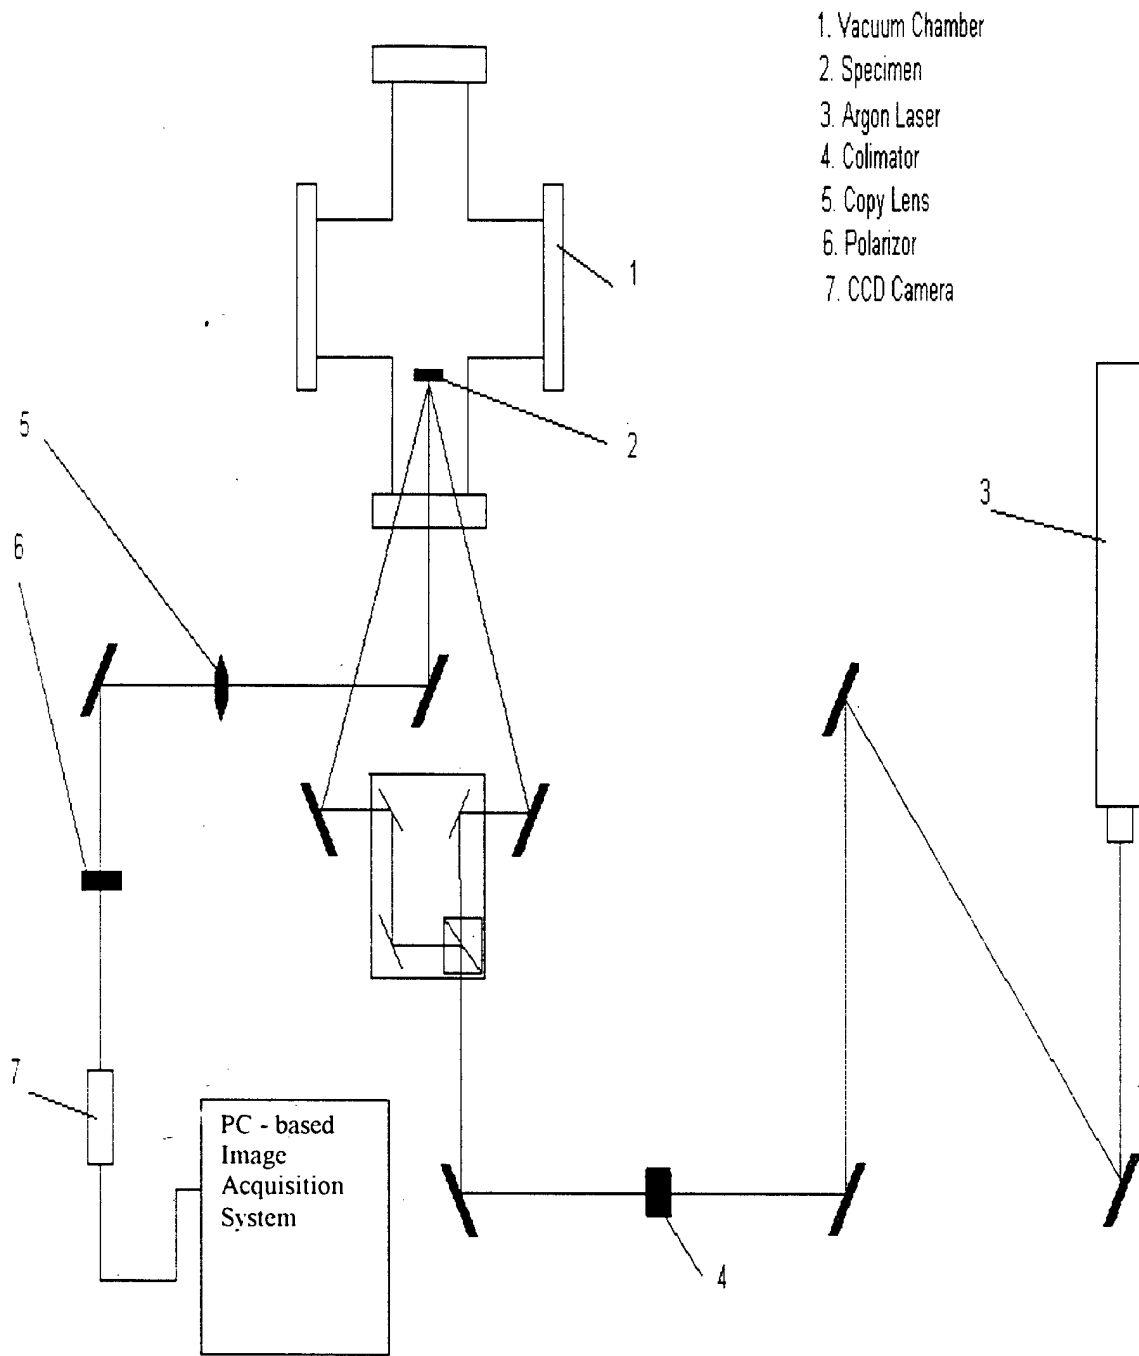 1. Vacuum Chamber
2. Specimen
3. Argon Laser
4. Colimator
5. Copy Lens
6. Polarizor
7. CCD Camera
1
5
2
3
6
7
PC - based
Image
Acquisition
System
4